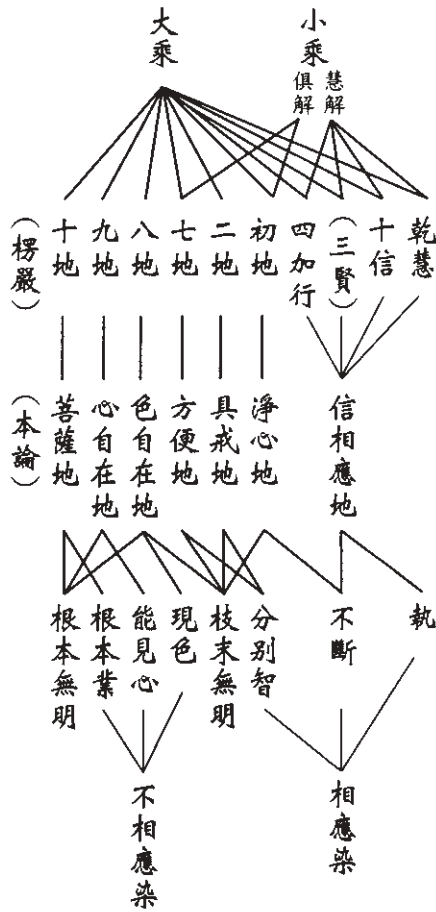 小乘
慧解
俱解
大乘
乾慧
十信
（三賢）
四加行
初地
二地
七地
八地
九地
十地
（楞嚴）
信相應地
淨心地
具戒地
方便地
色自在地
心自在地
菩薩地
（本論）
執
不斷
分別智
枝末無明
現色
能見心
根本業
根本無明
相應染
不相應染